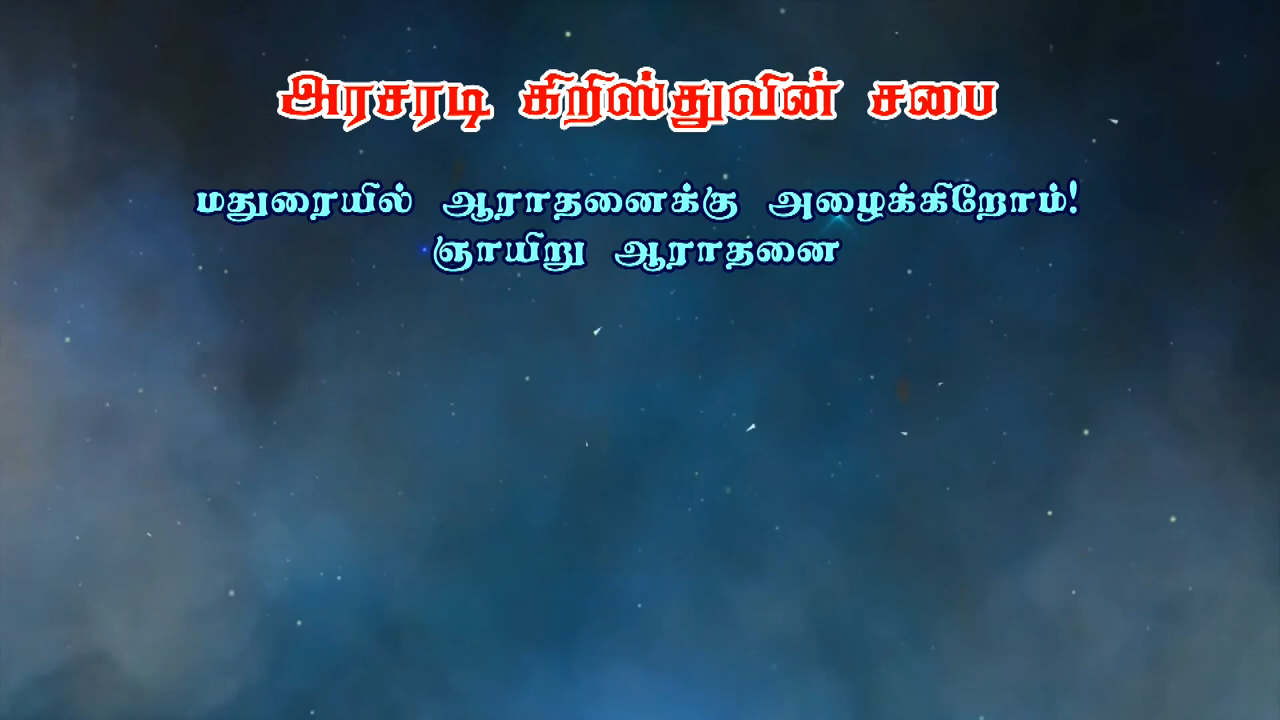 அரசரடி கிறிஸ்துவின் சபை
மதுரையில் ஆராதனைக்கு அழைக்கிறோம்!
ஞாயிறு ஆராதனை